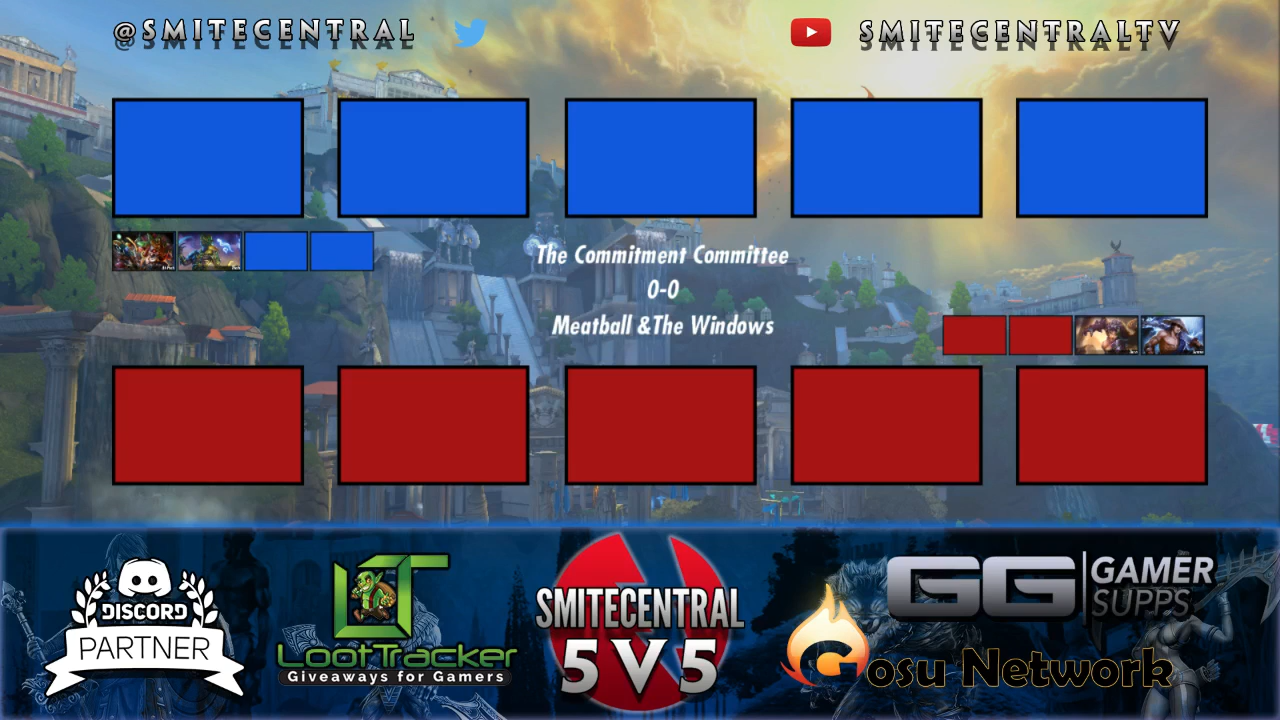 @SMITECENTRAL
SMITECENTRALTV
The Commitment Committee
0-0
Meatball &The Windows
DISCORD
PARTNER
LT
LootTracker
Giveaways for Gamers
SMITECENTRAL
5V5
GG GAMER
SUPPS
Gosu Network